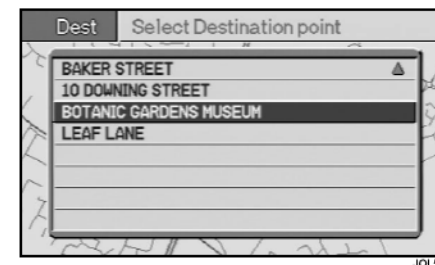 Dest Select Destination point
BAKER STREET
10 DOWNING STREET
BOTANIC GARDENS MUSEUM
LEAF LANE